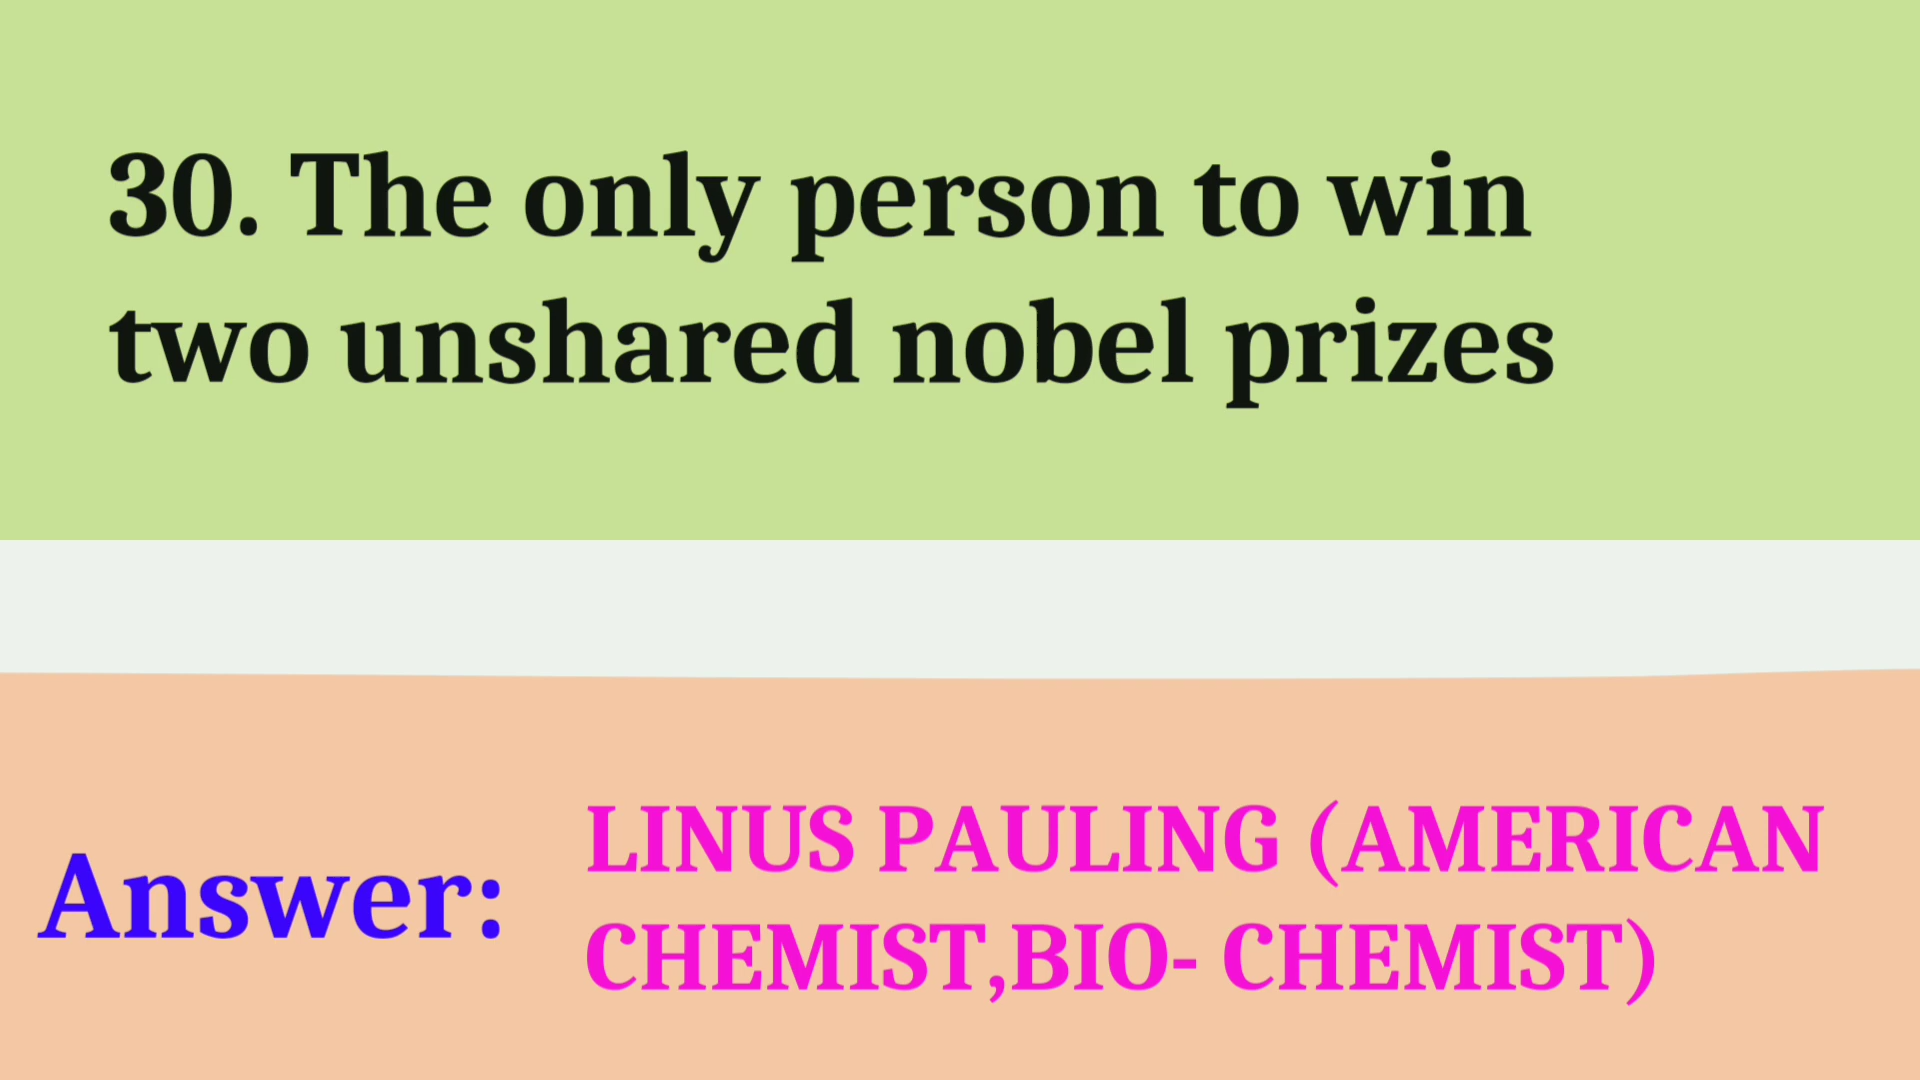 30. The only person to win
two unshared nobel prizes
Answer:
LINUS PAULING (AMERICAN
CHEMIST,BIO- CHEMIST)